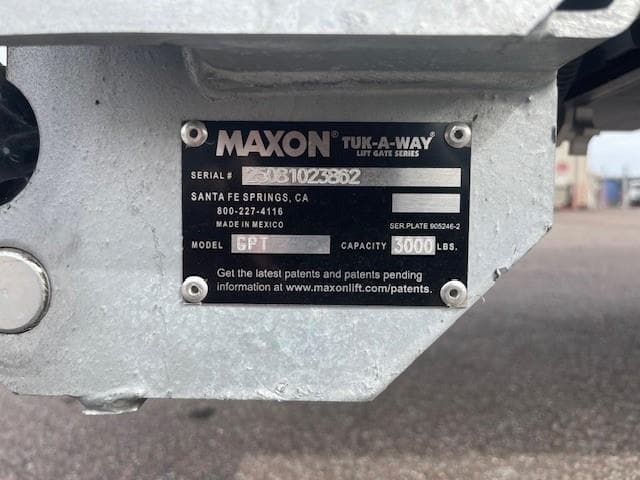 MAXON® TUK-A-WAY®
LIFT GATE SERIES
SERIAL # 25081023862
SANTA FE SPRINGS, CA
800-227-4116
MADE IN MEXICO
SER.PLATE 905246-2
MODEL GPT CAPACITY 3000 LBS.
Get the latest patents and patents pending
information at www.maxonlift.com/patents.